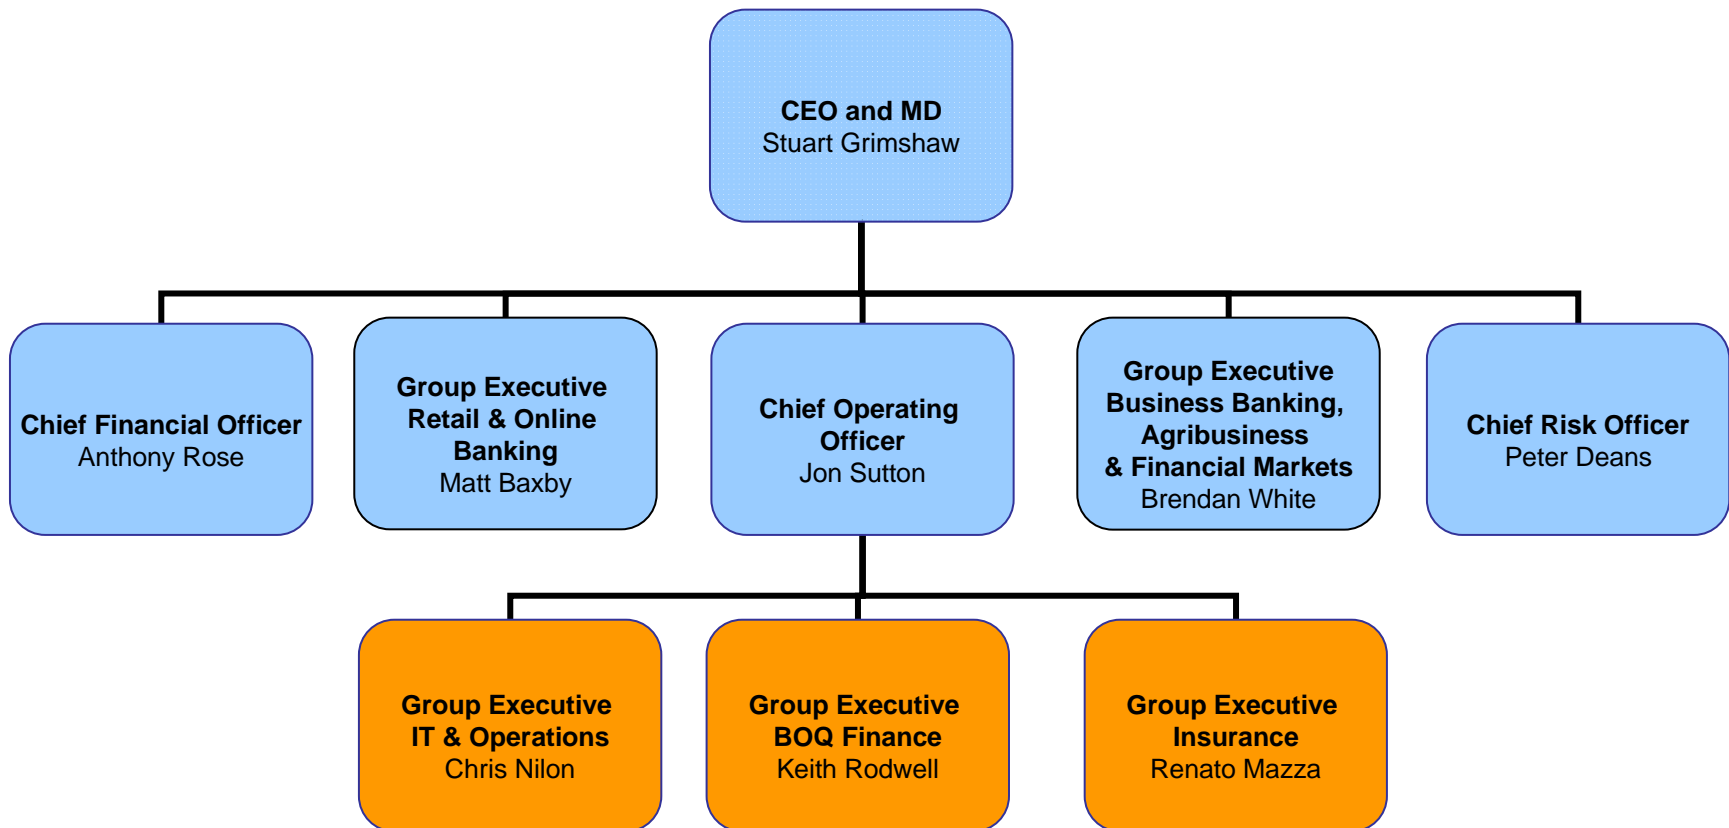 CEO and MD
Stuart Grimshaw
Chief Financial Officer
Anthony Rose
Group Executive
Retail & Online
Banking
Matt Baxby
Chief Operating
Officer
Jon Sutton
Group Executive
Business Banking,
Agribusiness
& Financial Markets
Brendan White
Chief Risk Officer
Peter Deans
Group Executive
IT & Operations
Chris Nilon
Group Executive
BOQ Finance
Keith Rodwell
Group Executive
Insurance
Renato Mazza